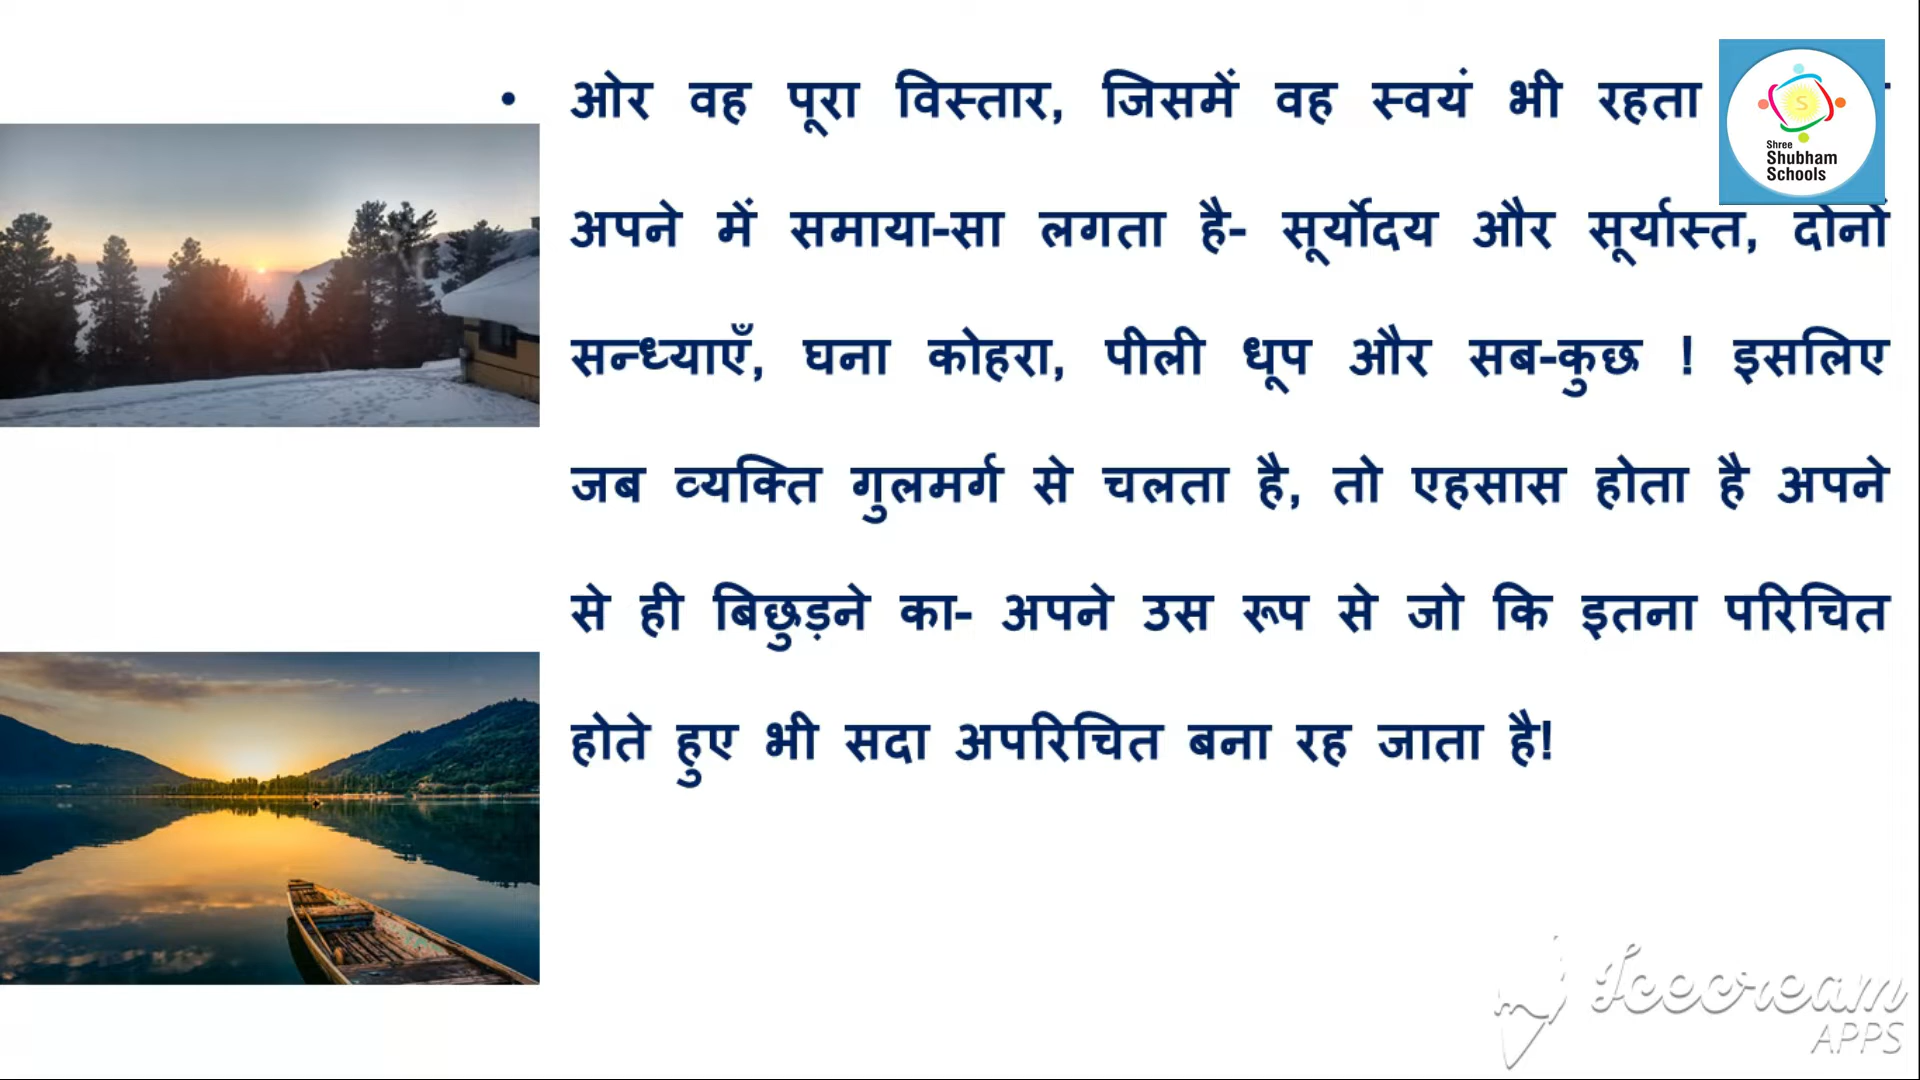 • ओर वह पूरा विस्तार, जिसमें वह स्वयं भी रहता
अपने में समाया-सा लगता है- सूर्योदय और सूर्यास्त, दोनों
सन्ध्याएँ, घना कोहरा, पीली धूप और सब-कुछ ! इसलिए
जब व्यक्ति गुलमर्ग से चलता है, तो एहसास होता है अपने
से ही बिछुड़ने का- अपने उस रूप से जो कि इतना परिचित
होते हुए भी सदा अपरिचित बना रह जाता है!
S
Shree
Shubham
Schools
Icecream
APPS